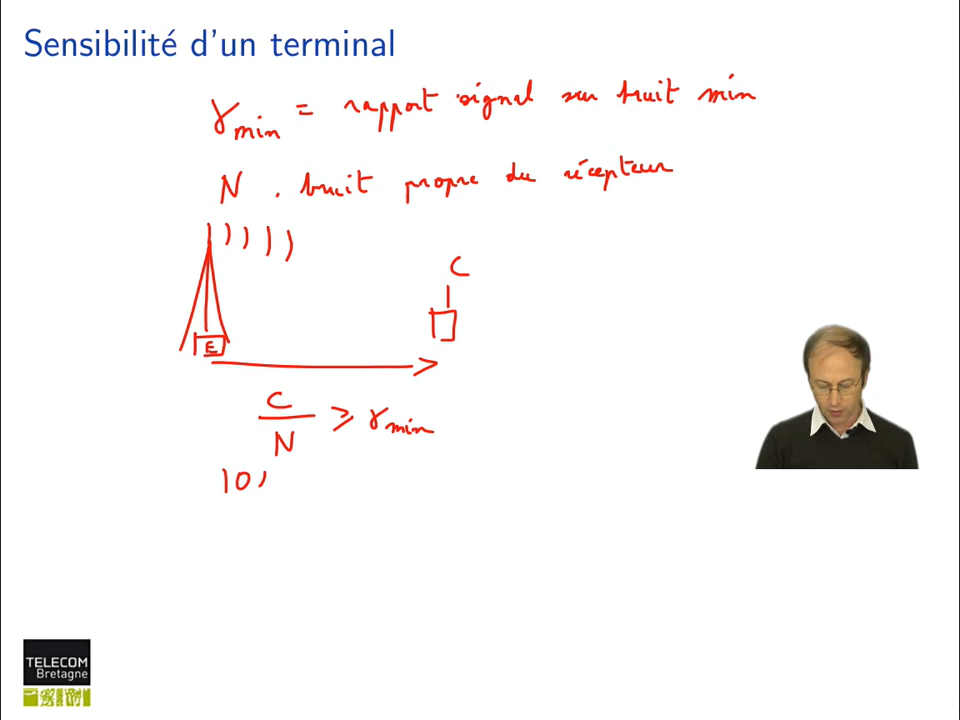 Sensibilité d'un terminal
γmin = rapport signal sur bruit min
N . bruit propre du récepteur
C
E
C
N
≥ γmin
10,
TELECOM
Bretagne